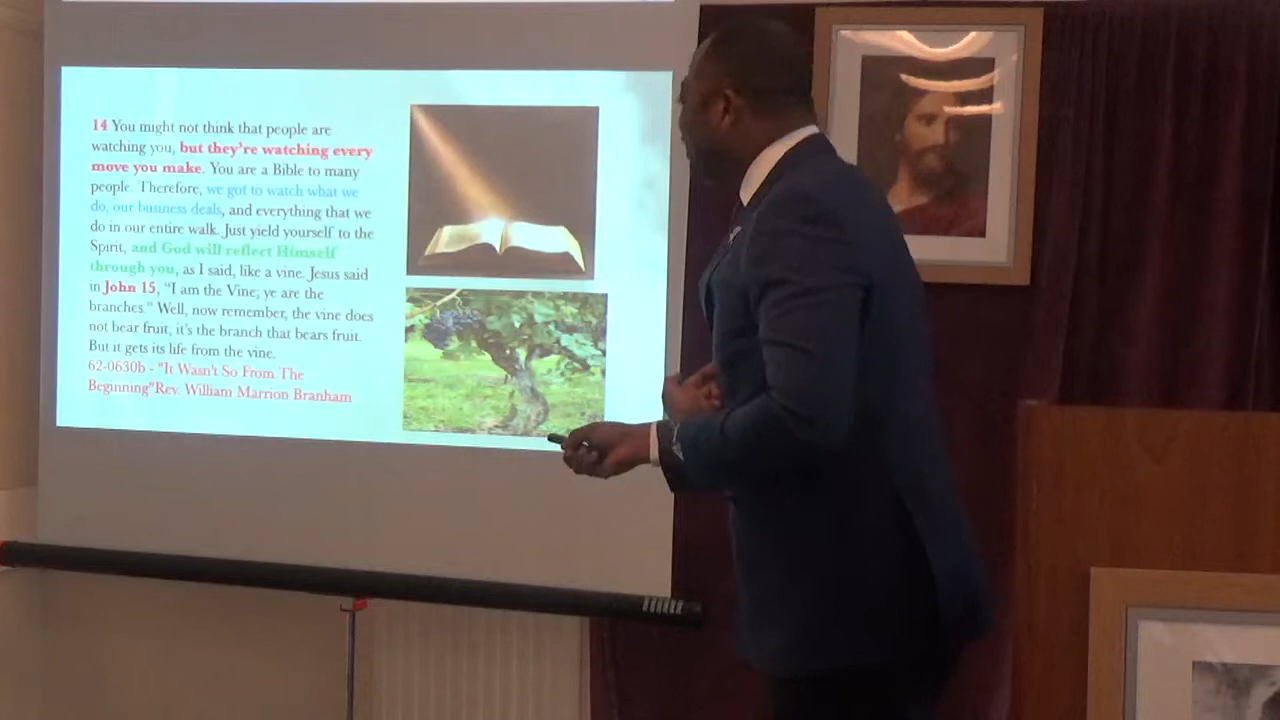 14 You might not think that people are
watching you, but they're watching every
move you make. You are a Bible to many
people. Therefore, we got to watch what we
do, our business deals, and everything that we
do in our entire walk. Just yield yourself to the
Spirit, and God will reflect Himself
through you, as I said, like a vine. Jesus said
in John 15, "I am the Vine; ye are the
branches." Well, now remember, the vine does
not bear fruit; it's the branch that bears fruit.
But it gets its life from the vine.
62-0630b - "It Wasn't So From The
Beginning"Rev. William Marrion Branham